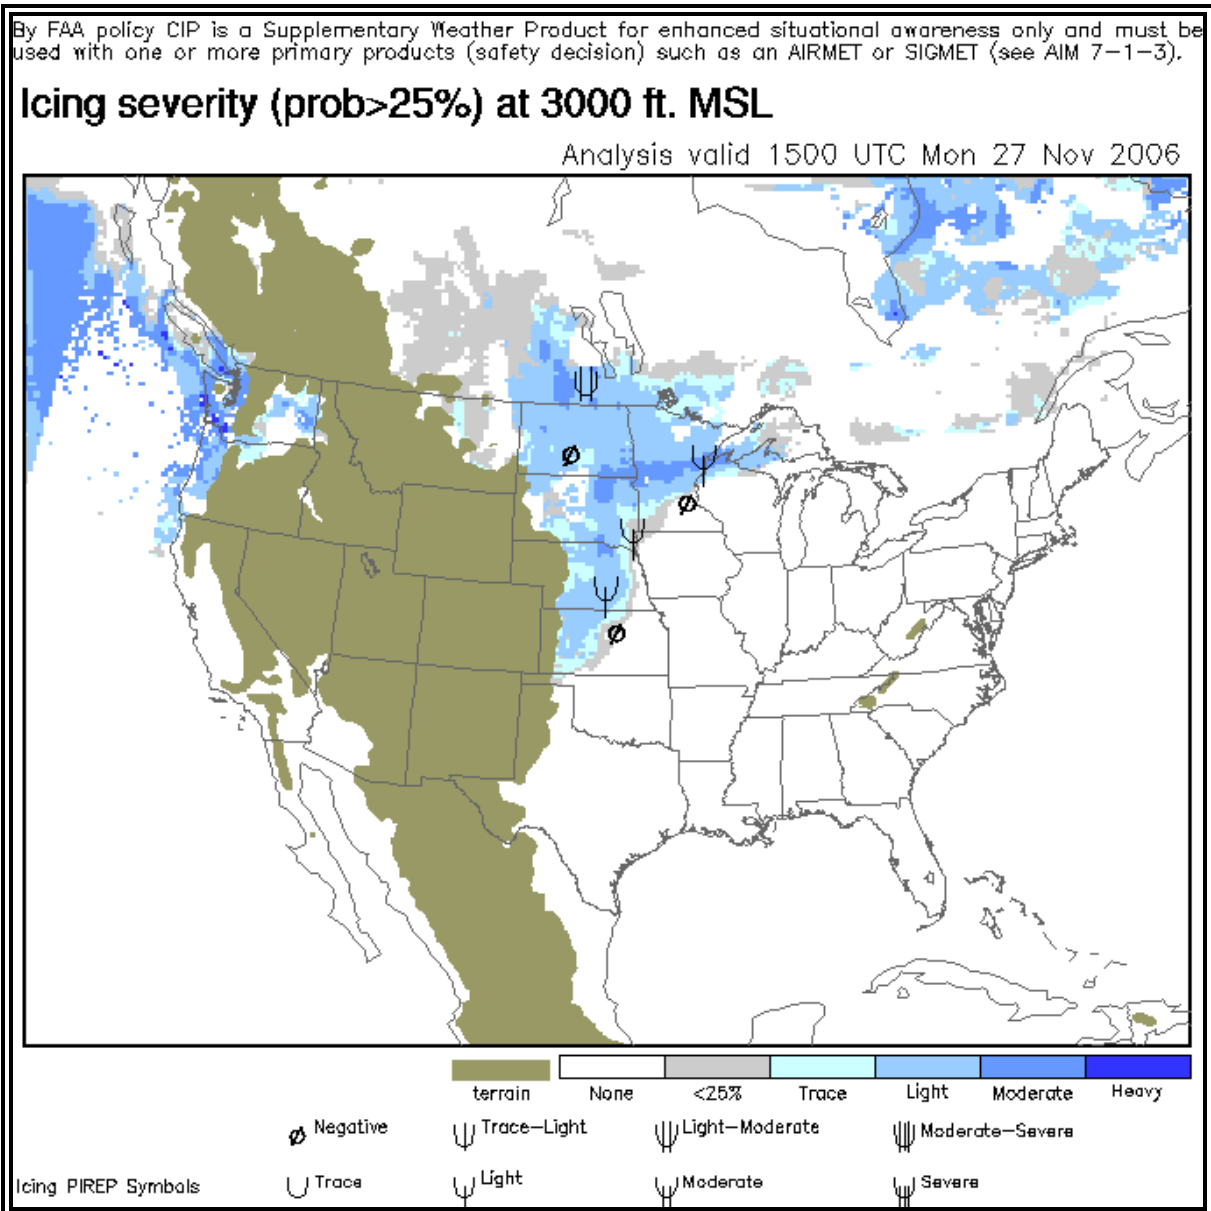 By FAA policy CIP is a Supplementary Weather Product for enhanced situational awareness only and must be
used with one or more primary products (safety decision) such as an AIRMET or SIGMET (see AIM 7-1-3).
Icing severity (prob>25%) at 3000 ft. MSL
Analysis valid 1500 UTC Mon 27 Nov 2006
terrain None <25% Trace Light Moderate Heavy
Negative Trace-Light Light-Moderate Moderate-Severe
Icing PIREP Symbols Trace Light Moderate Severe